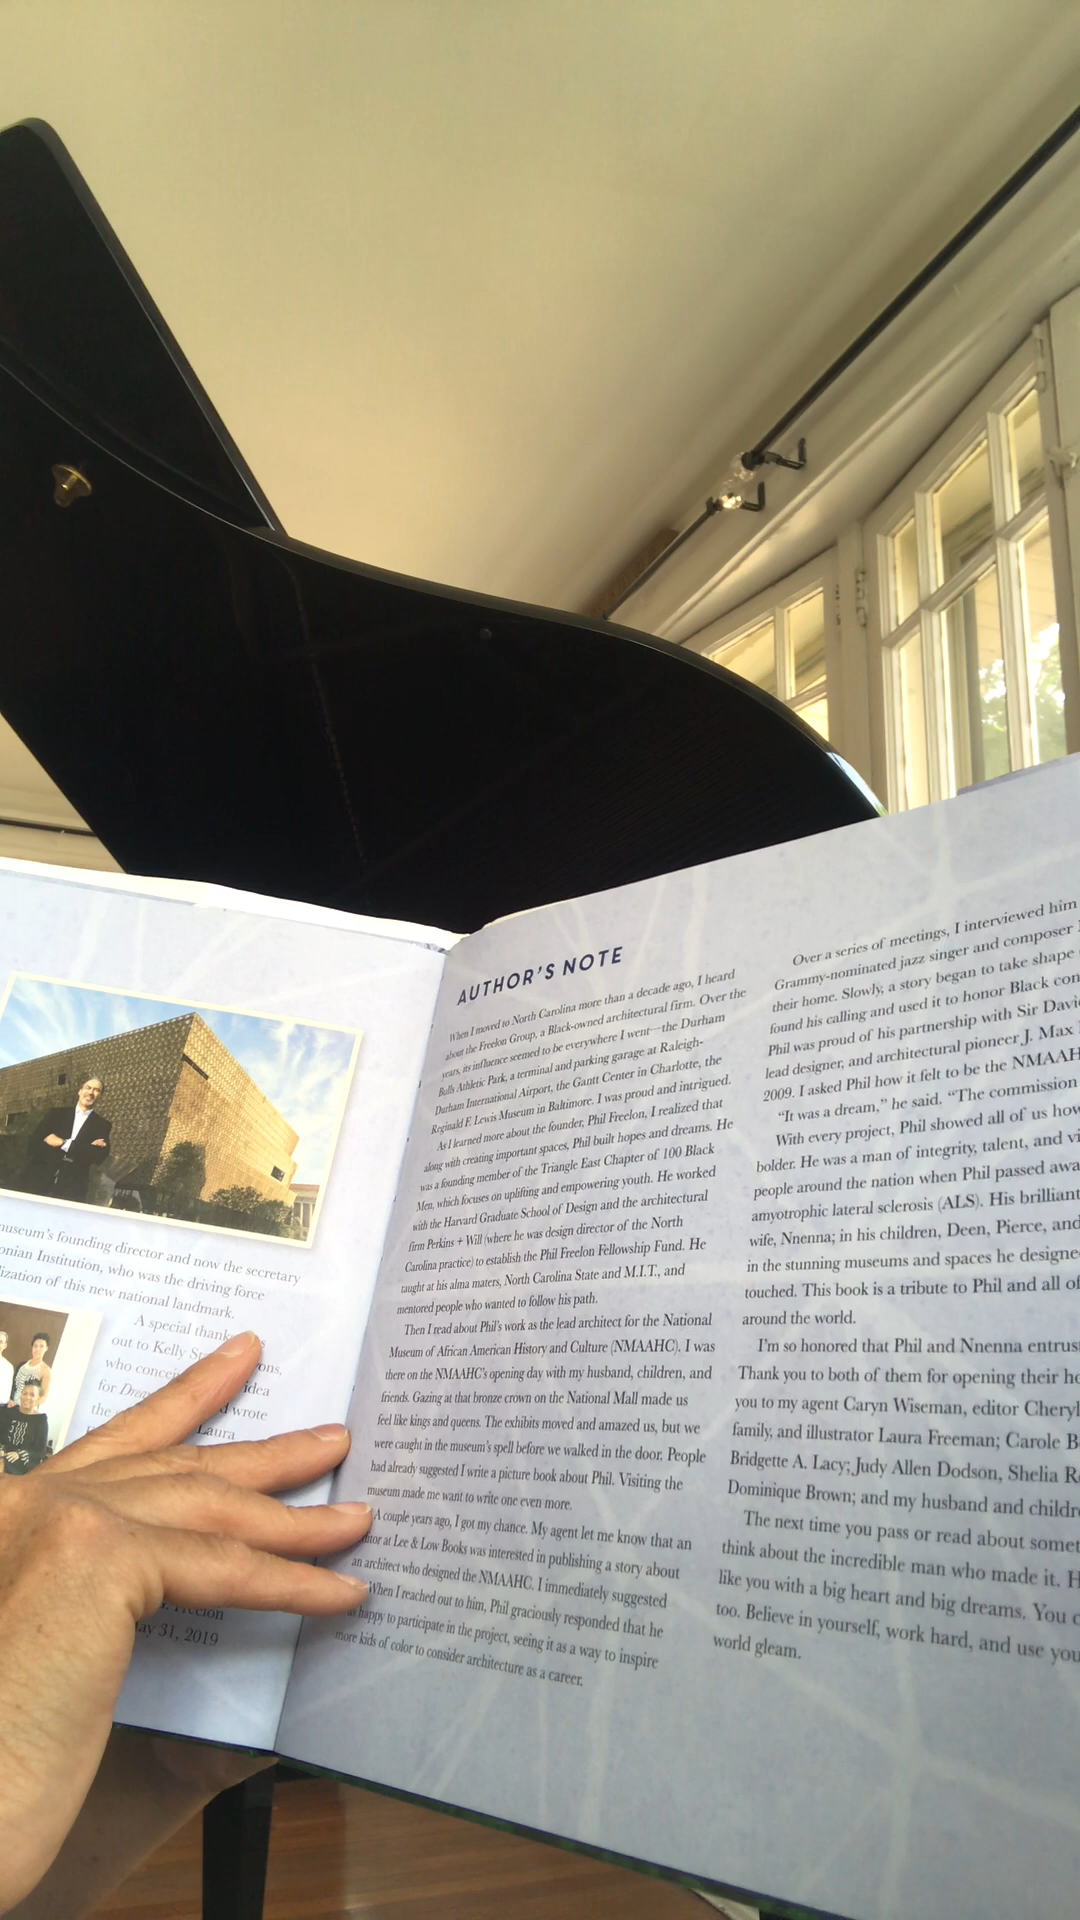 museum's founding director and now the secretary
onian Institution, who was the driving force
ization of this new national landmark.
A special thanks
out to Kelly
who
for
the
idea
wrote
Laura
Freelon
May 31, 2019
AUTHOR'S NOTE
When I moved to North Carolina more than a decade ago, I heard
about the Freelon Group, a Black-owned architectural firm. Over the
years, its influence seemed to be everywhere I went—the Durham
Bulls Athletic Park, a terminal and parking garage at Raleigh-
Durham International Airport, the Gantt Center in Charlotte, the
Reginald F. Lewis Museum in Baltimore. I was proud and intrigued.
As I learned more about the founder, Phil Freelon, I realized that
along with creating important spaces, Phil built hopes and dreams. He
was a founding member of the Triangle East Chapter of 100 Black
Men, which focuses on uplifting and empowering youth. He worked
with the Harvard Graduate School of Design and the architectural
firm Perkins + Will (where he was design director of the North
Carolina practice) to establish the Phil Freelon Fellowship Fund. He
taught at his alma maters, North Carolina State and M.I.T., and
mentored people who wanted to follow his path.
Then I read about Phil's work as the lead architect for the National
Museum of African American History and Culture (NMAAHC). I was
there on the NMAAHC's opening day with my husband, children, and
friends. Gazing at that bronze crown on the National Mall made us
feel like kings and queens. The exhibits moved and amazed us, but we
were caught in the museum's spell before we walked in the door. People
had already suggested I write a picture book about Phil. Visiting the
museum made me want to write one even more.
A couple years ago, I got my chance. My agent let me know that an
editor at Lee & Low Books was interested in publishing a story about
an architect who designed the NMAAHC. I immediately suggested
When I reached out to him, Phil graciously responded that he
happy to participate in the project, seeing it as a way to inspire
more kids of color to consider architecture as a career.
Over a series of meetings, I interviewed him
Grammy-nominated jazz singer and composer
their home. Slowly, a story began to take shape
found his calling and used it to honor Black con
Phil was proud of his partnership with Sir Davi
lead designer, and architectural pioneer J. Max
2009. I asked Phil how it felt to be the NMAAH
"It was a dream," he said. "The commission
With every project, Phil showed all of us how
bolder. He was a man of integrity, talent, and vi
people around the nation when Phil passed awa
amyotrophic lateral sclerosis (ALS). His brilliant
wife, Nnenna; in his children, Deen, Pierce, and
in the stunning museums and spaces he designe
touched. This book is a tribute to Phil and all of
around the world.
I'm so honored that Phil and Nnenna entrus
Thank you to both of them for opening their ho
you to my agent Caryn Wiseman, editor Cheryl
family, and illustrator Laura Freeman; Carole B
Bridgette A. Lacy; Judy Allen Dodson, Shelia R
Dominique Brown; and my husband and childr
The next time you pass or read about somet
think about the incredible man who made it. H
like you with a big heart and big dreams. You c
too. Believe in yourself, work hard, and use you
world gleam.